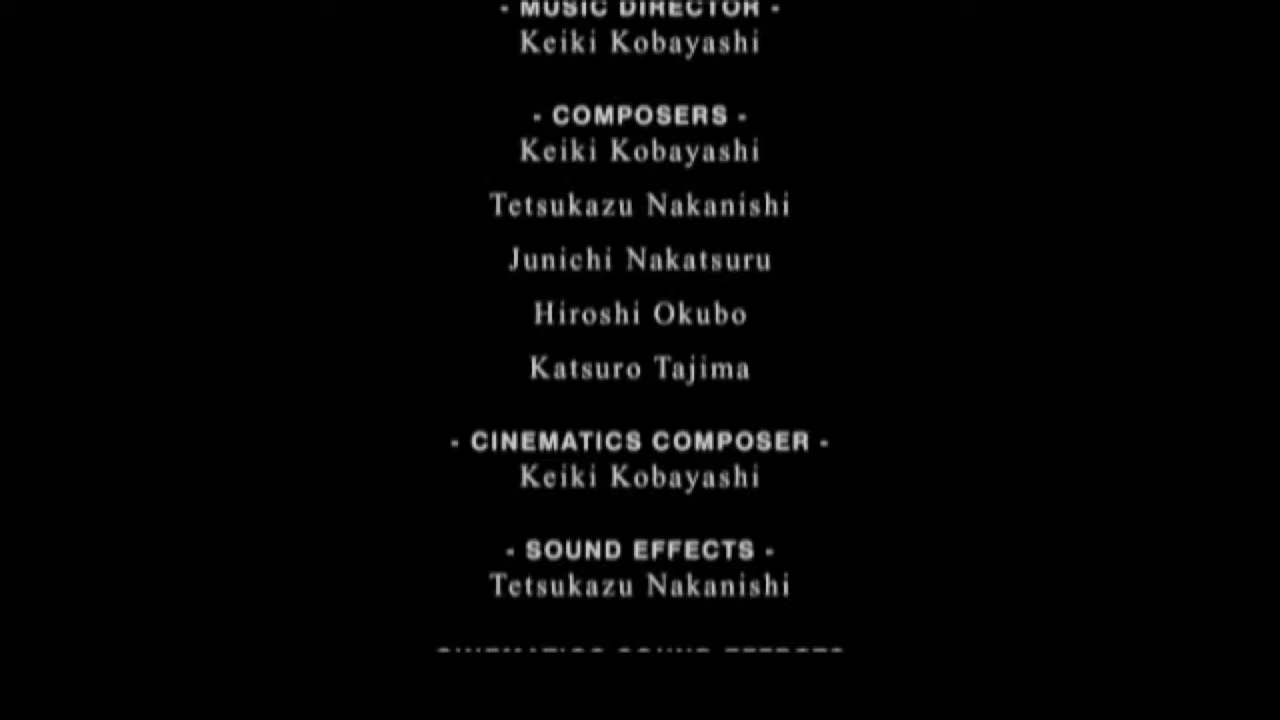 - MUSIC DIRECTOR -
Keiki Kobayashi
- COMPOSERS -
Keiki Kobayashi
Tetsukazu Nakanishi
Junichi Nakatsuru
Hiroshi Okubo
Katsuro Tajima
- CINEMATICS COMPOSER -
Keiki Kobayashi
- SOUND EFFECTS -
Tetsukazu Nakanishi